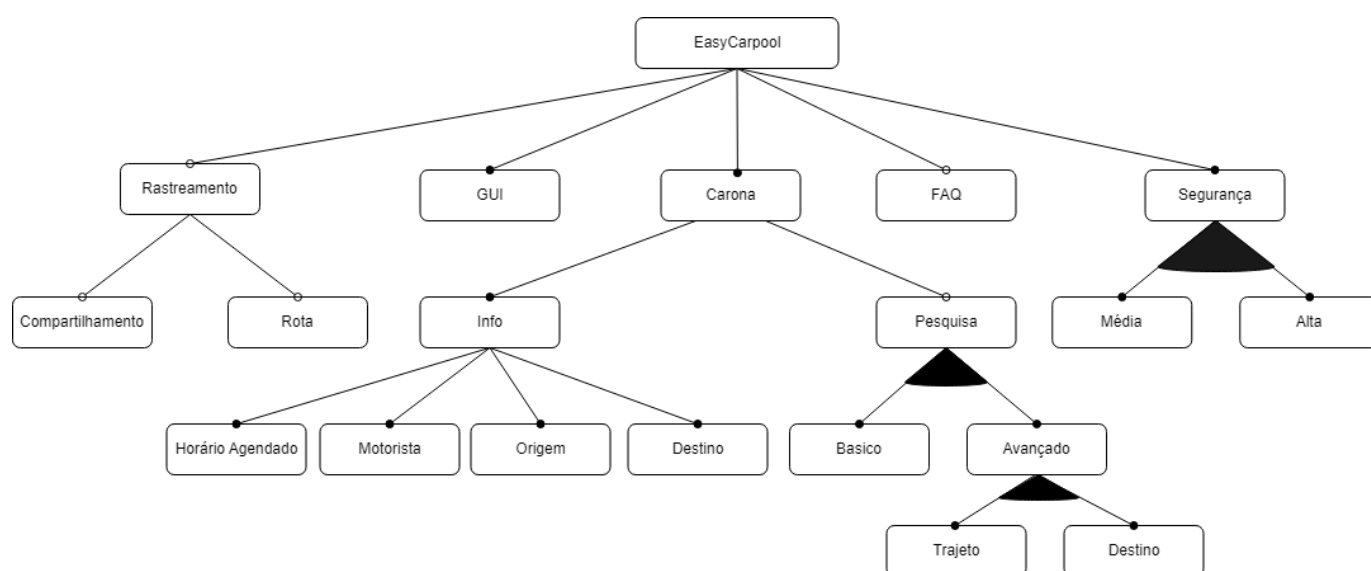 EasyCarpool
Rastreamento
GUI
Carona
FAQ
Segurança
Compartilhamento
Rota
Info
Pesquisa
Média
Alta
Horário Agendado
Motorista
Origem
Destino
Basico
Avançado
Trajeto
Destino